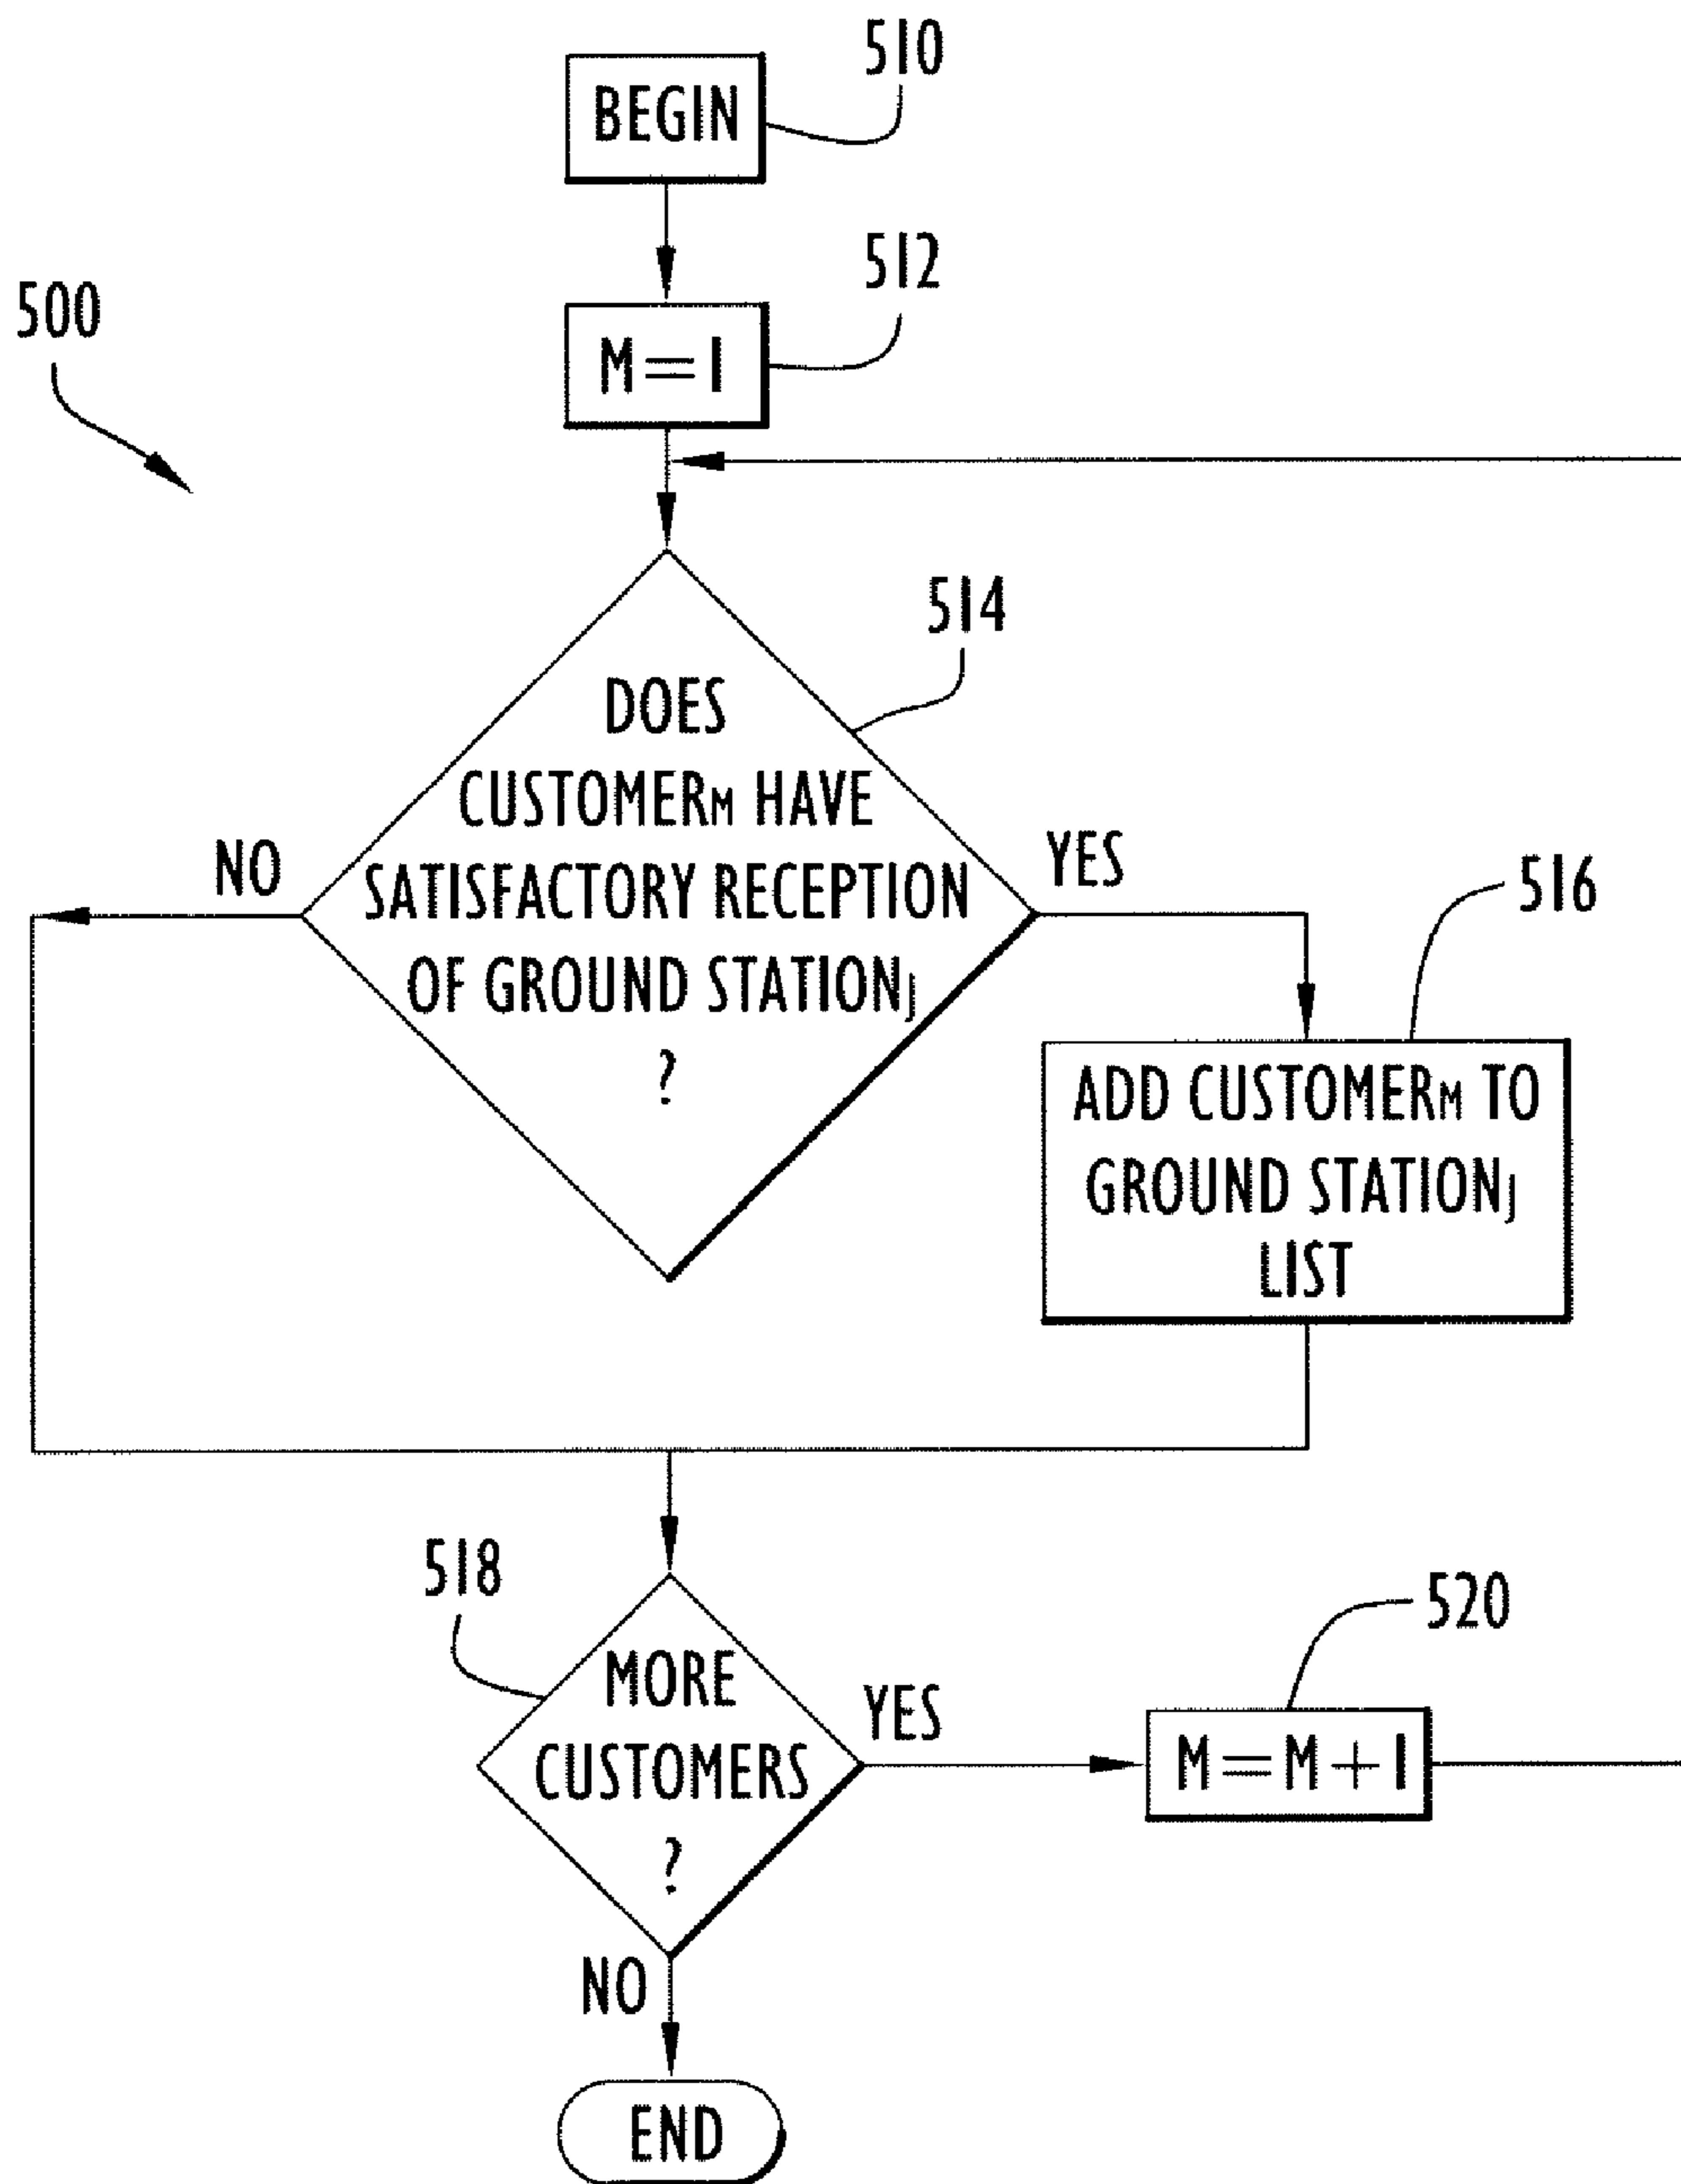 510
BEGIN
512
500
M=1
514
DOES
CUSTOMERM HAVE
SATISFACTORY RECEPTION
OF GROUND STATIONJ
?
NO
YES
516
ADD CUSTOMERM TO
GROUND STATIONJ
LIST
518
MORE
CUSTOMERS
?
YES
520
M=M+1
NO
END